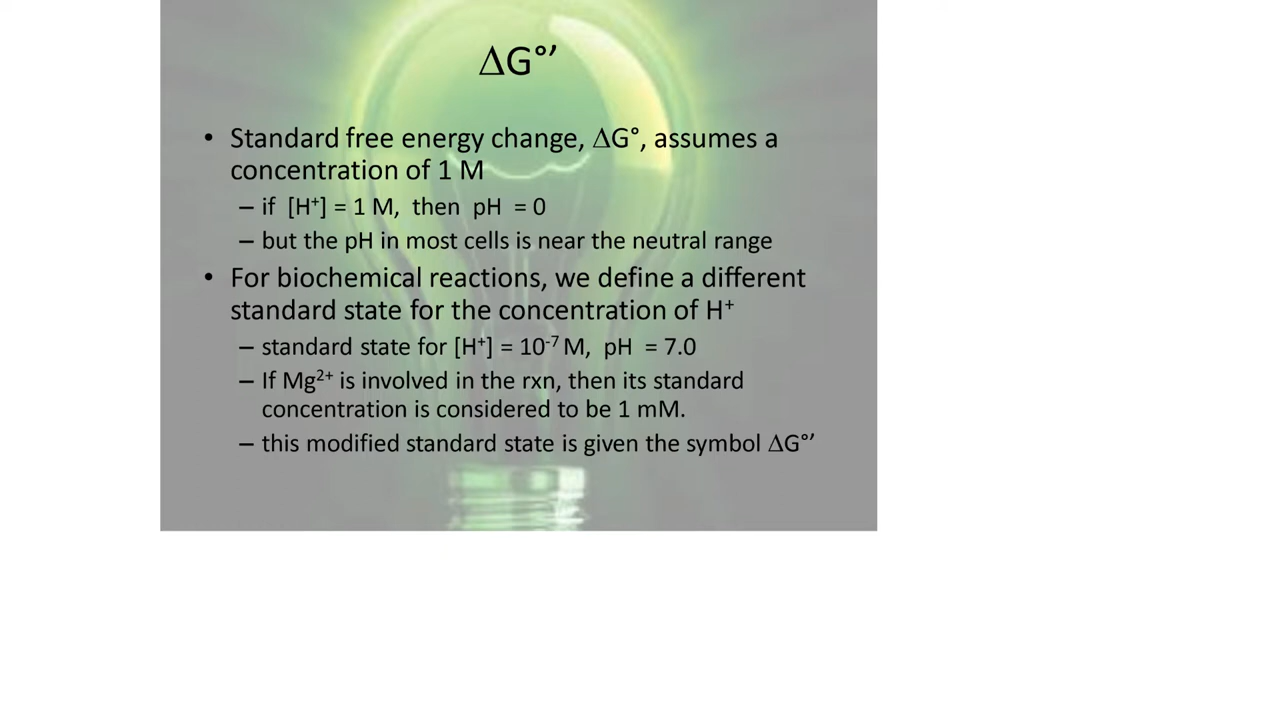 ΔG°’
• Standard free energy change, ΔG°, assumes a
concentration of 1 M
– if [H⁺] = 1 M, then pH = 0
– but the pH in most cells is near the neutral range
• For biochemical reactions, we define a different
standard state for the concentration of H⁺
– standard state for [H⁺] = 10⁻⁷ M, pH = 7.0
– If Mg²⁺ is involved in the rxn, then its standard
concentration is considered to be 1 mM.
– this modified standard state is given the symbol ΔG°’